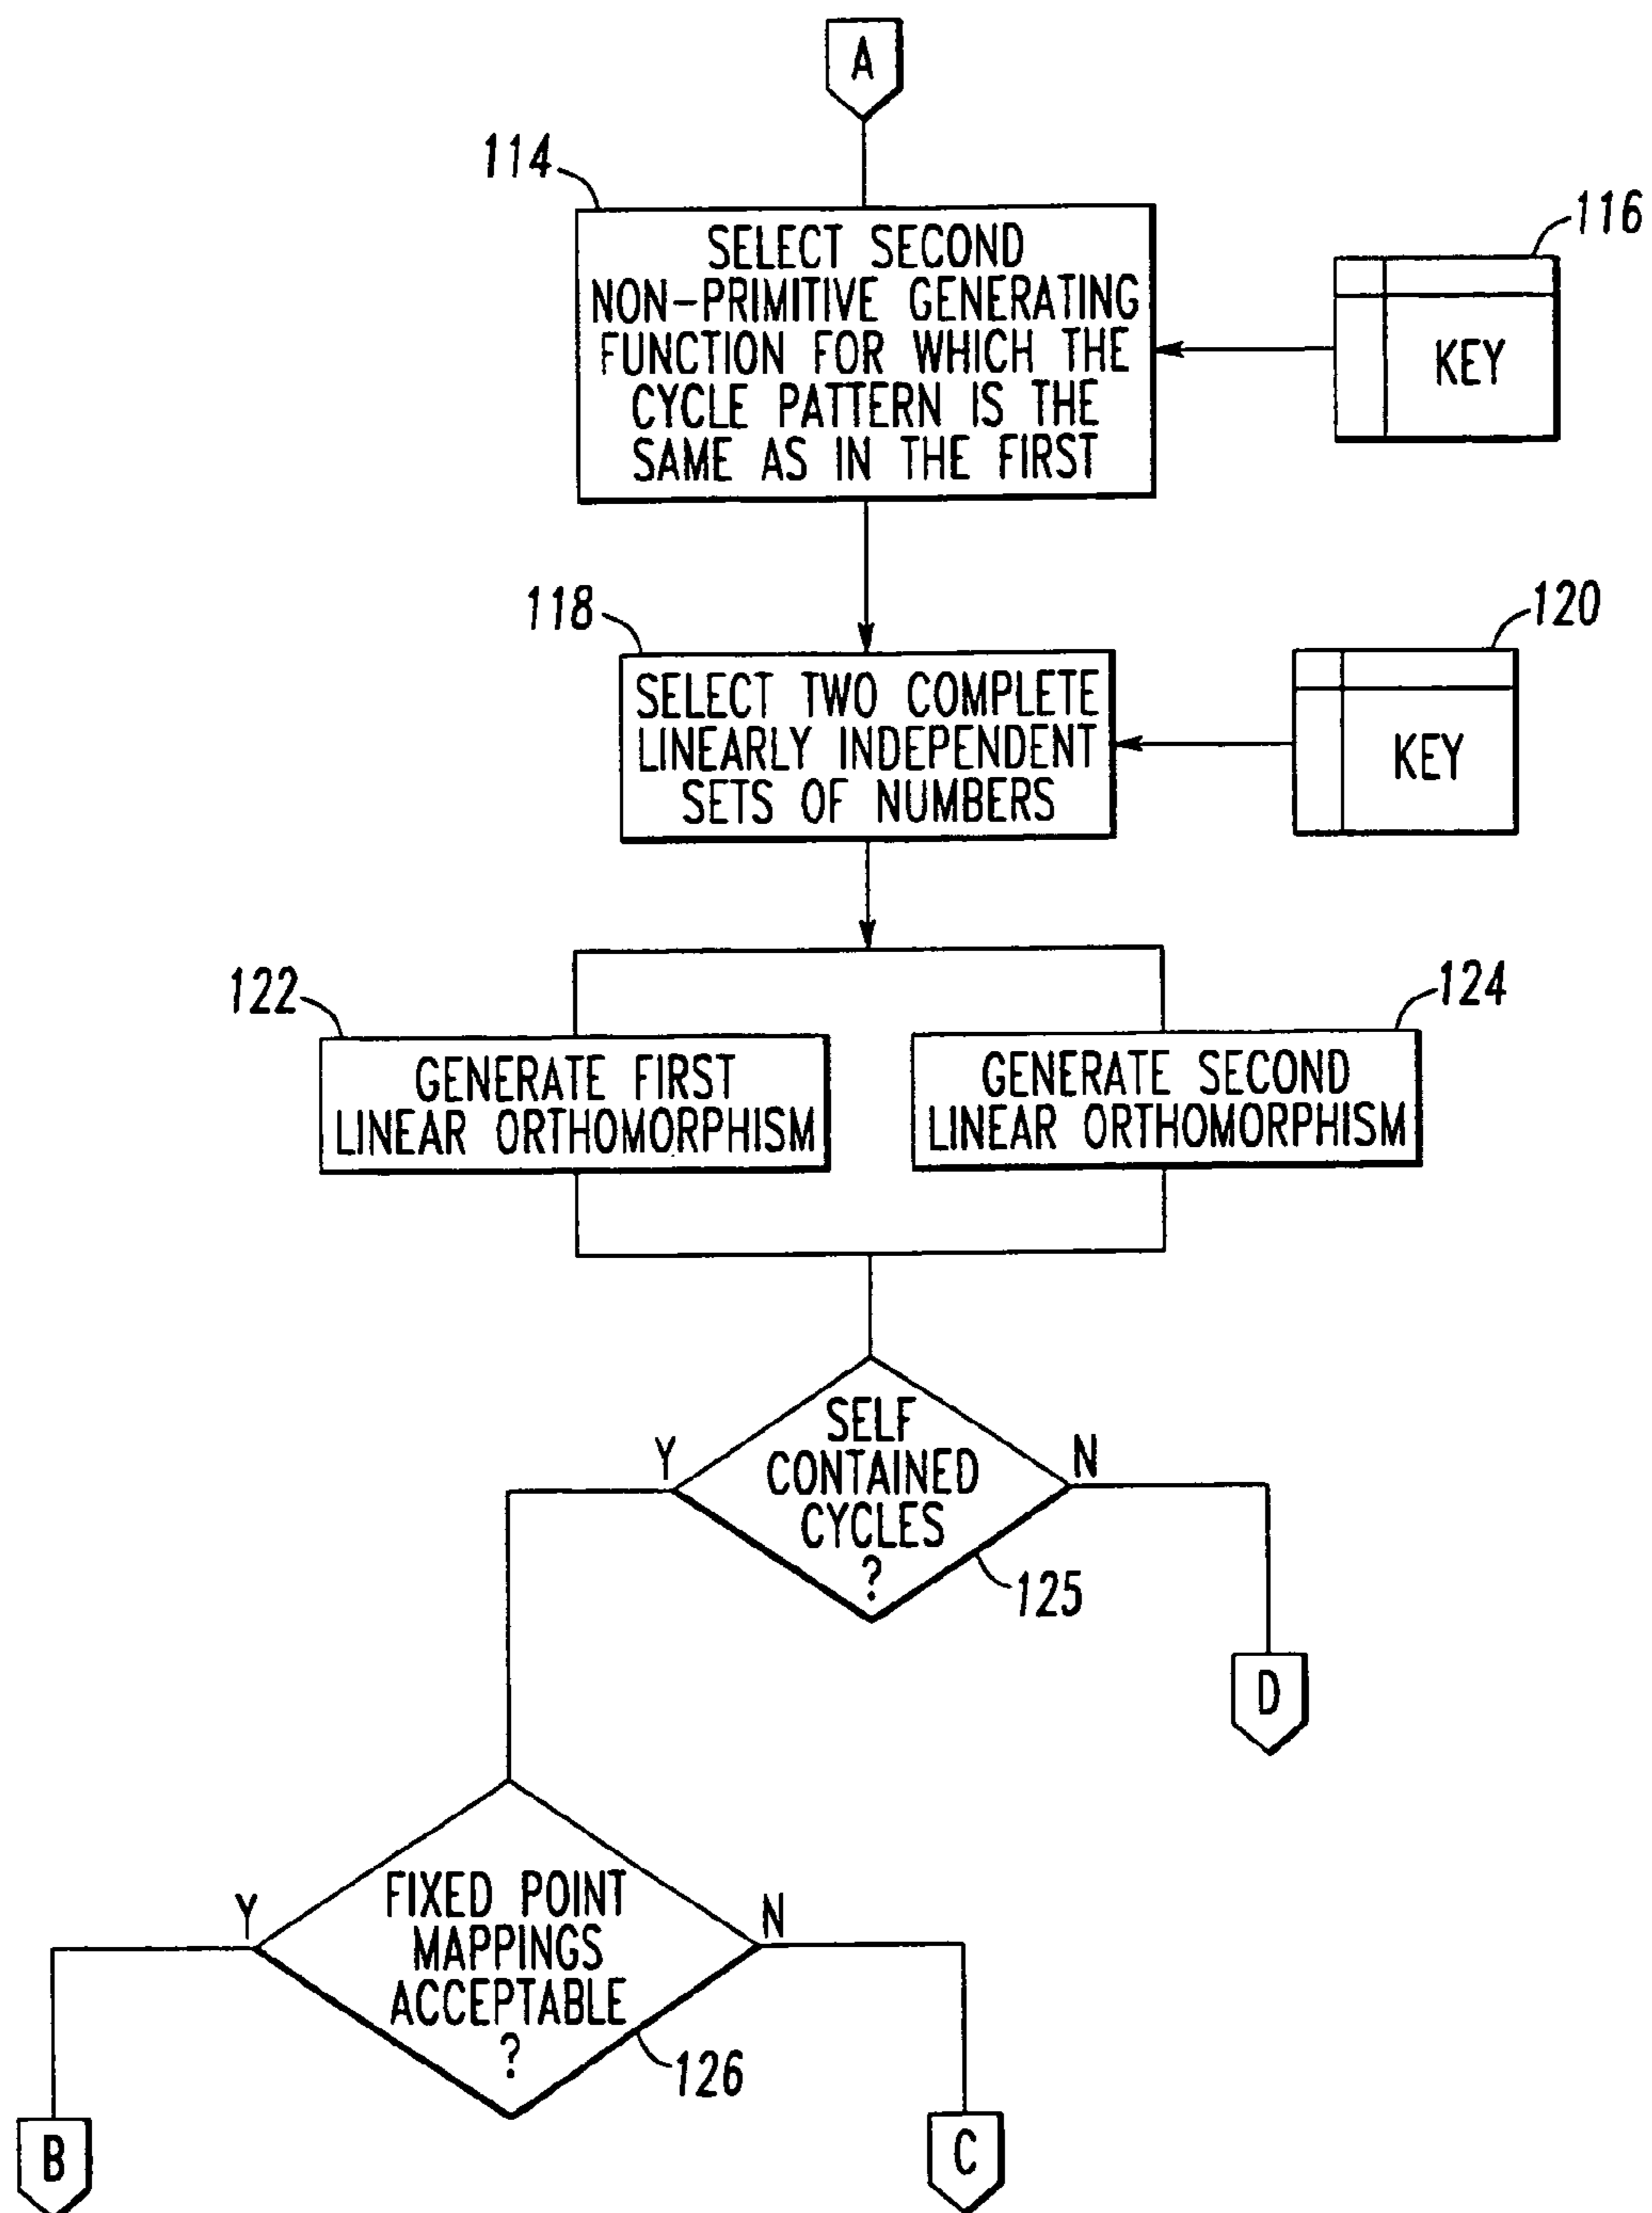 A
114
SELECT SECOND
NON-PRIMITIVE GENERATING
FUNCTION FOR WHICH THE
CYCLE PATTERN IS THE
SAME AS IN THE FIRST
116
KEY
118
SELECT TWO COMPLETE
LINEARLY INDEPENDENT
SETS OF NUMBERS
120
KEY
122
GENERATE FIRST
LINEAR ORTHOMORPHISM
124
GENERATE SECOND
LINEAR ORTHOMORPHISM
SELF
CONTAINED
CYCLES
?
Y
N
125
D
FIXED POINT
MAPPINGS
ACCEPTABLE
?
Y
N
126
B
C